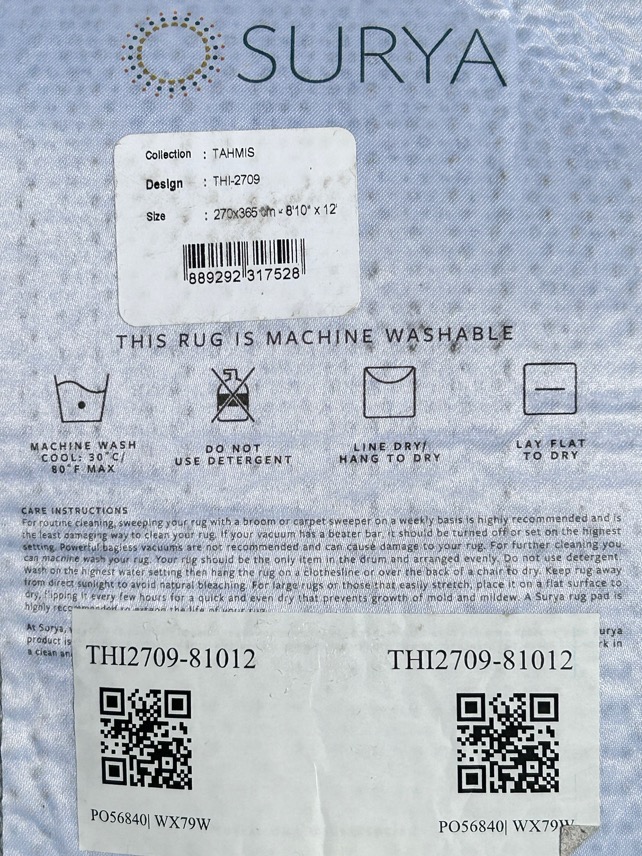 SURYA
Collection : TAHMIS
Design : THI-2709
Size : 270x365 cm - 8'10" x 12'
889292 317528
THIS RUG IS MACHINE WASHABLE
MACHINE WASH
COOL: 30°C/
80°F MAX
DO NOT
USE DETERGENT
LINE DRY/
HANG TO DRY
LAY FLAT
TO DRY
CARE INSTRUCTIONS
For routine cleaning, sweeping your rug with a broom or carpet sweeper on a weekly basis is highly recommended and is
the least damaging way to clean your rug. If your vacuum has a beater bar, it should be turned off or set on the highest
setting. Powerful bagless vacuums are not recommended and can cause damage to your rug. For further cleaning you
can machine wash your rug. Your rug should be the only item in the drum and arranged evenly. Do not use detergent
wash on the highest water setting then hang the rug on a clothesline or over the back of a chair to dry. Keep rug away
from direct sunlight to avoid natural bleaching. For large rugs or those that easily stretch, place it on a flat surface to
dry, flipping it every few hours for a quick and even dry that prevents growth of mold and mildew. A Surya rug pad is
highly recommended to extend the life of your rug.
At Surya, urya
product is rk in
a clean an
THI2709-81012 THI2709-81012
PO56840| WX79W PO56840| WX79W